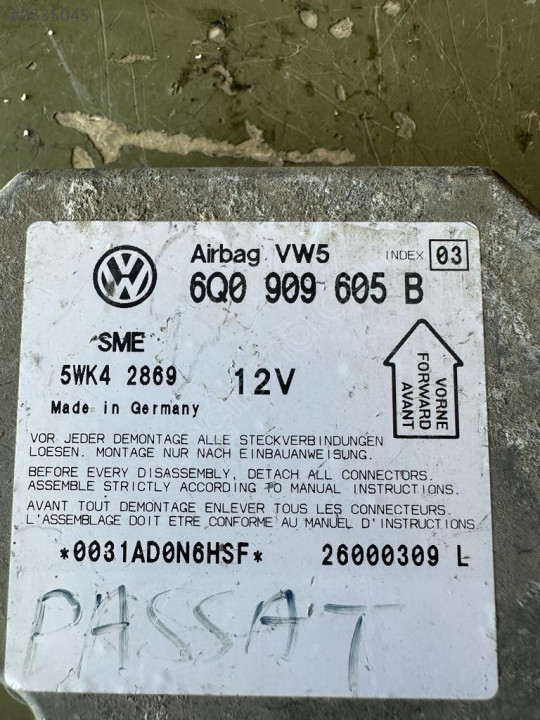 Airbag VW5 INDEX 03
6Q0 909 605 B
SME
5WK4 2869 12V
Made in Germany
VORNE
FORWARD
AVANT
VOR JEDER DEMONTAGE ALLE STECKVERBINDUNGEN
LOESEN. MONTAGE NUR NACH EINBAUANWEISUNG.
BEFORE EVERY DISASSEMBLY, DETACH ALL CONNECTORS.
ASSEMBLE STRICTLY ACCORDING TO MANUAL INSTRUCTIONS.
AVANT TOUT DEMONTAGE ENLEVER TOUS LES CONNECTEURS.
L'ASSEMBLAGE DOIT ETRE CONFORME AU MANUEL D'INSTRUCTIONS
*0031AD0N6HSF* 26000309 L
PASSAT